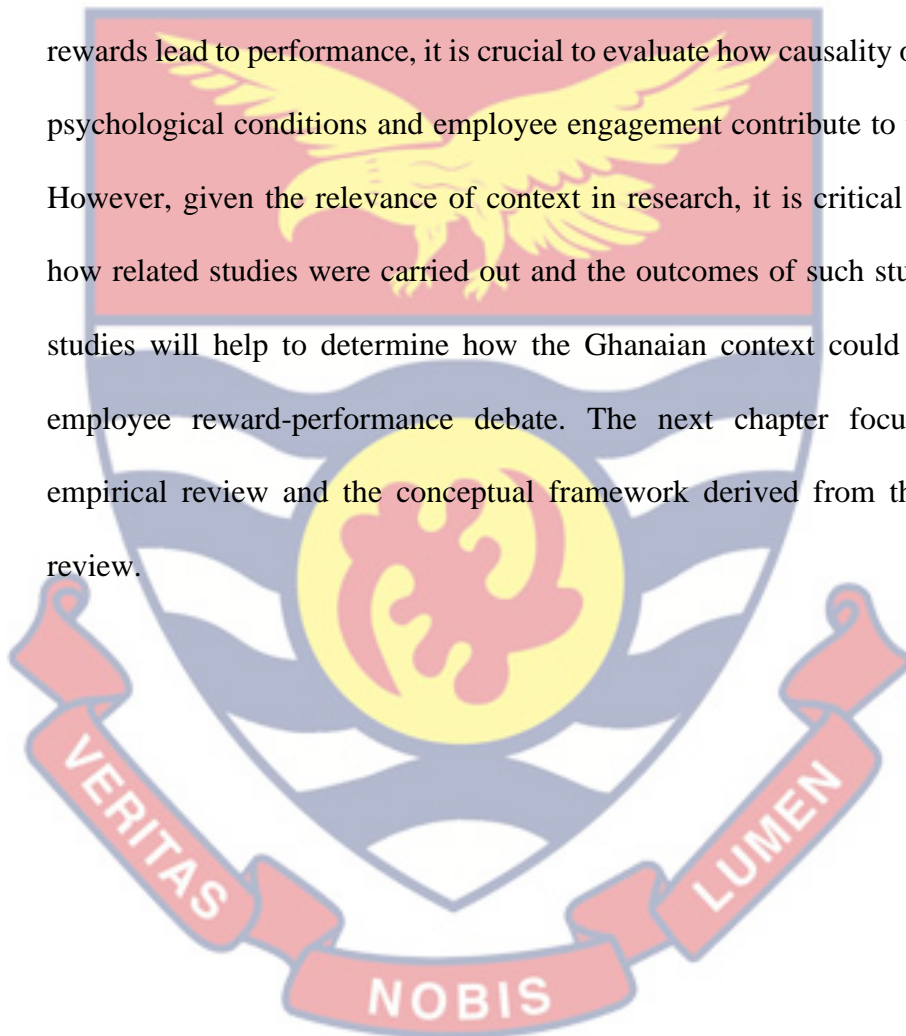 rewards lead to performance, it is crucial to evaluate how causality
psychological conditions and employee engagement contribute to
However, given the relevance of context in research, it is critical
how related studies were carried out and the outcomes of such
studies will help to determine how the Ghanaian context could
employee reward-performance debate. The next chapter
empirical review and the conceptual framework derived from
review.
VERITAS
NOBIS
LUMEN